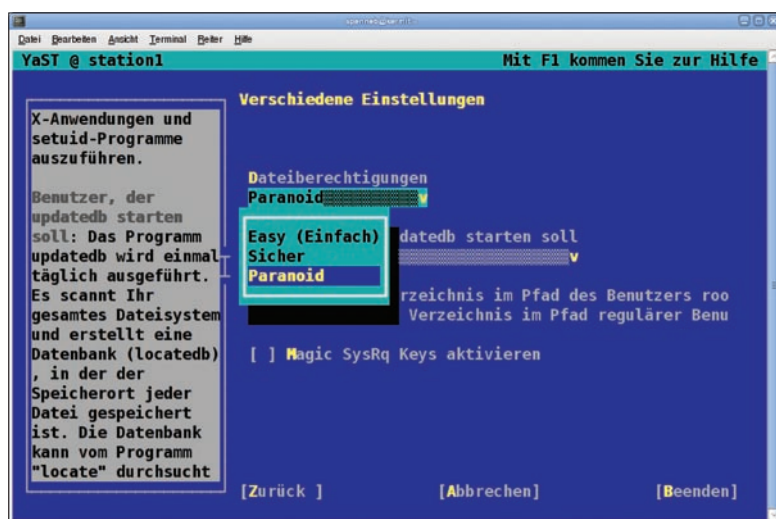 Datei Bearbeiten Ansicht Terminal Reiter Hilfe
YaST @ station1 Mit F1 kommen Sie zur Hilfe
X-Anwendungen und
setuid-Programme
auszuführen.
Benutzer, der
updatedb starten
soll: Das Programm
updatedb wird einmal
täglich ausgeführt.
Es scannt Ihr
gesamtes Dateisystem
und erstellt eine
Datenbank (locatedb)
, in der der
Speicherort jeder
Datei gespeichert
ist. Die Datenbank
kann vom Programm
"locate" durchsucht
Verschiedene Einstellungen
Dateiberechtigungen
Paranoid v
Easy (Einfach)
Sicher
Paranoid
datedb starten soll
v
rzeichnis im Pfad des Benutzers roo
Verzeichnis im Pfad regulärer Benu
[ ] Magic SysRq Keys aktivieren
[Zurück ] [Abbrechen] [Beenden]